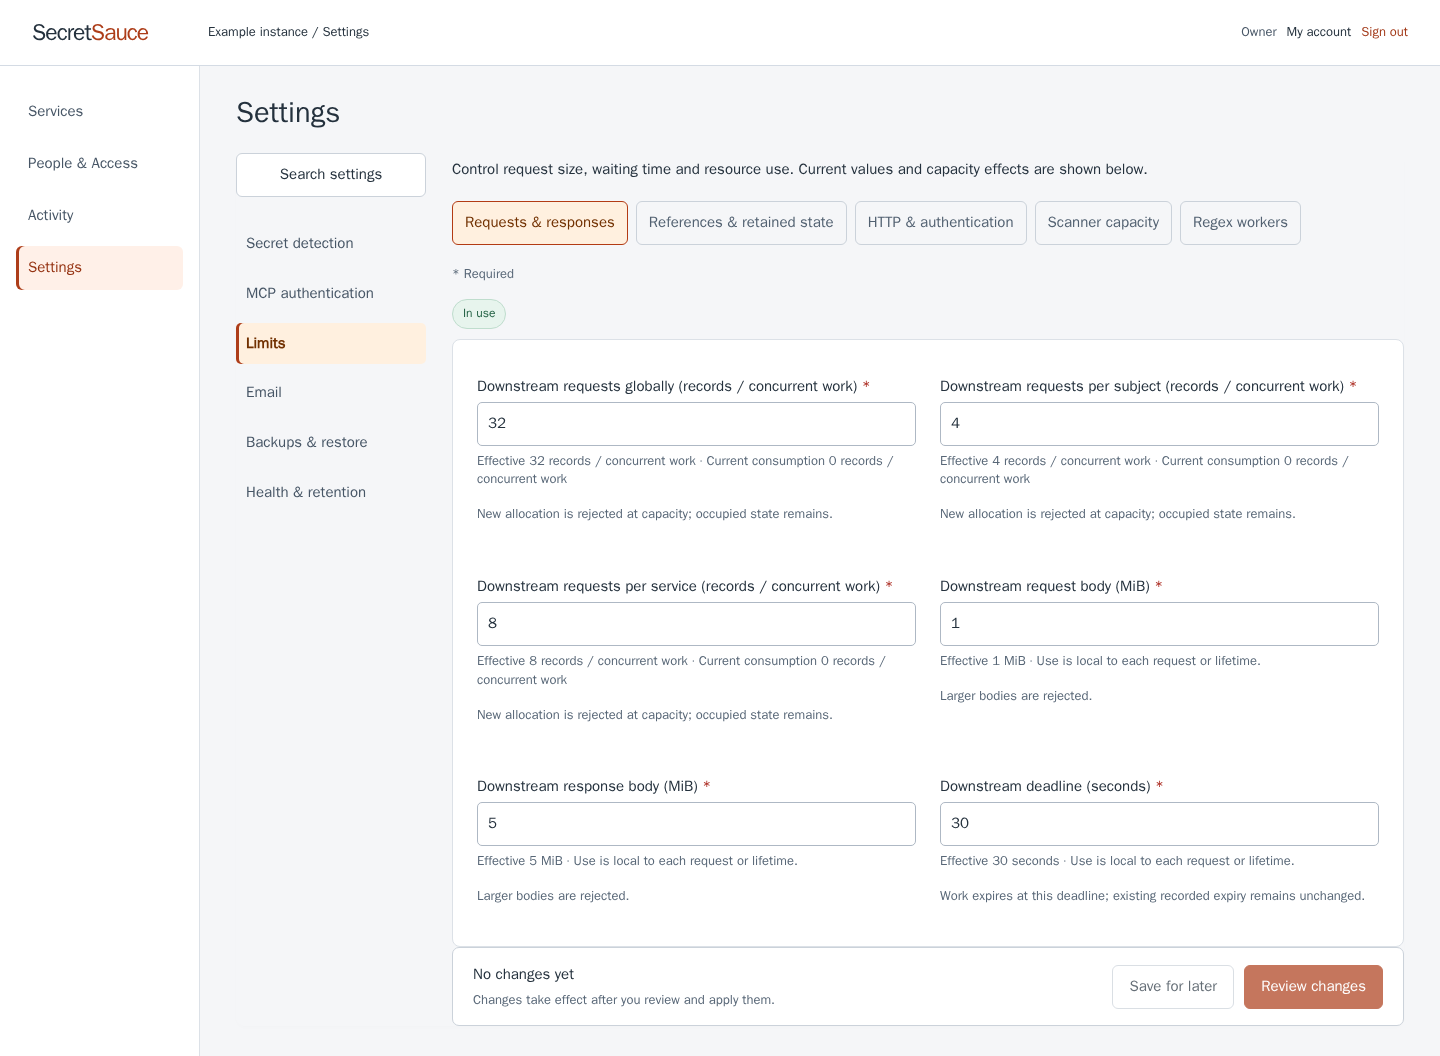 SecretSauce
Example instance / Settings
Owner My account Sign out
Services
People & Access
Activity
Settings
Settings
Search settings
Secret detection
MCP authentication
Limits
Email
Backups & restore
Health & retention
Control request size, waiting time and resource use. Current values and capacity effects are shown below.
Requests & responses
References & retained state
HTTP & authentication
Scanner capacity
Regex workers
* Required
In use
Downstream requests globally (records / concurrent work) *
32
Effective 32 records / concurrent work · Current consumption 0 records /
concurrent work
New allocation is rejected at capacity; occupied state remains.
Downstream requests per subject (records / concurrent work) *
4
Effective 4 records / concurrent work · Current consumption 0 records /
concurrent work
New allocation is rejected at capacity; occupied state remains.
Downstream requests per service (records / concurrent work) *
8
Effective 8 records / concurrent work · Current consumption 0 records /
concurrent work
New allocation is rejected at capacity; occupied state remains.
Downstream request body (MiB) *
1
Effective 1 MiB · Use is local to each request or lifetime.
Larger bodies are rejected.
Downstream response body (MiB) *
5
Effective 5 MiB · Use is local to each request or lifetime.
Larger bodies are rejected.
Downstream deadline (seconds) *
30
Effective 30 seconds · Use is local to each request or lifetime.
Work expires at this deadline; existing recorded expiry remains unchanged.
No changes yet
Changes take effect after you review and apply them.
Save for later
Review changes